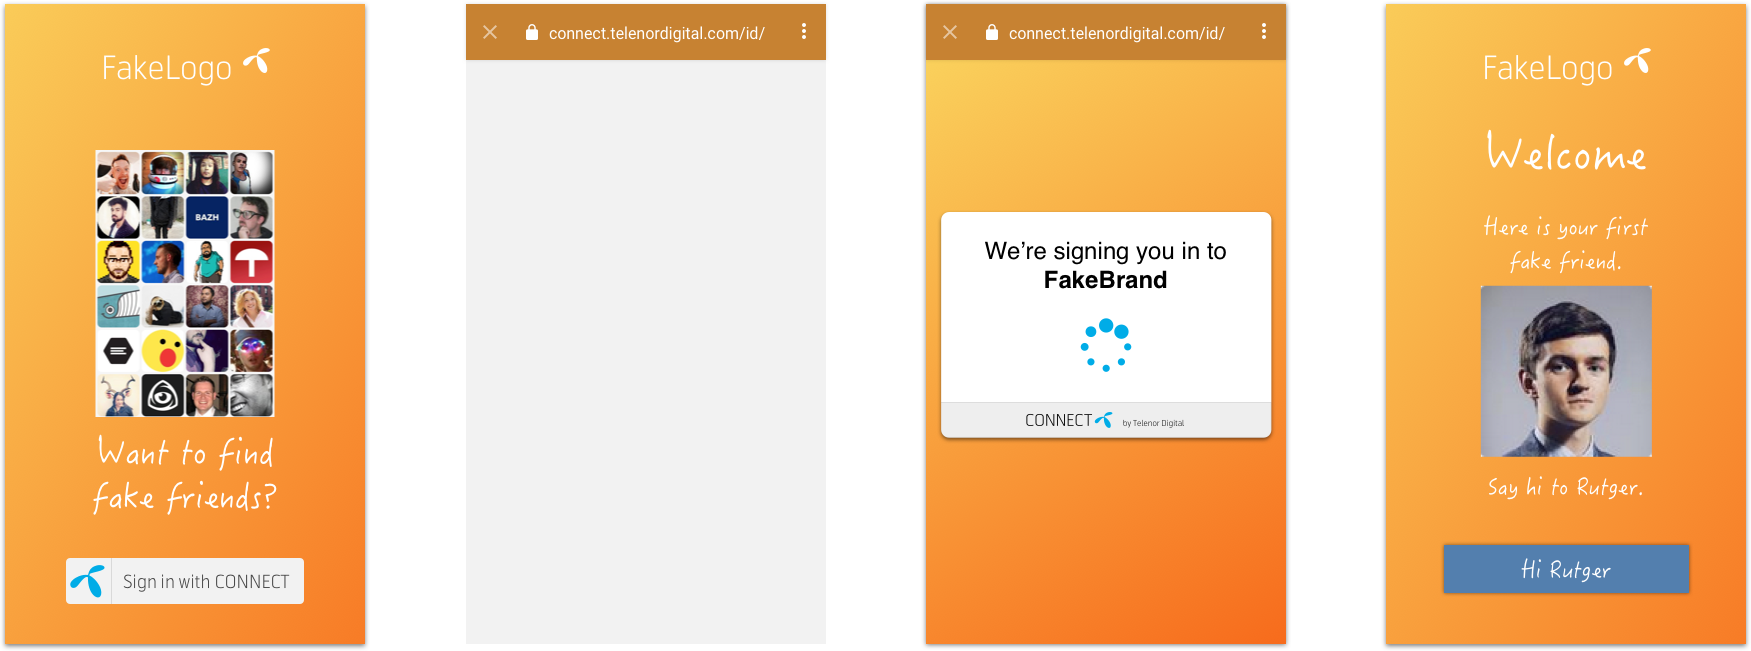 FakeLogo
BAZH
Want to find
fake friends?
Sign in with CONNECT
connect.telenordigital.com/id/
connect.telenordigital.com/id/
We're signing you in to
FakeBrand
CONNECT by Telenor Digital
FakeLogo
Welcome
Here is your first
fake friend.
Say hi to Rutger.
Hi Rutger